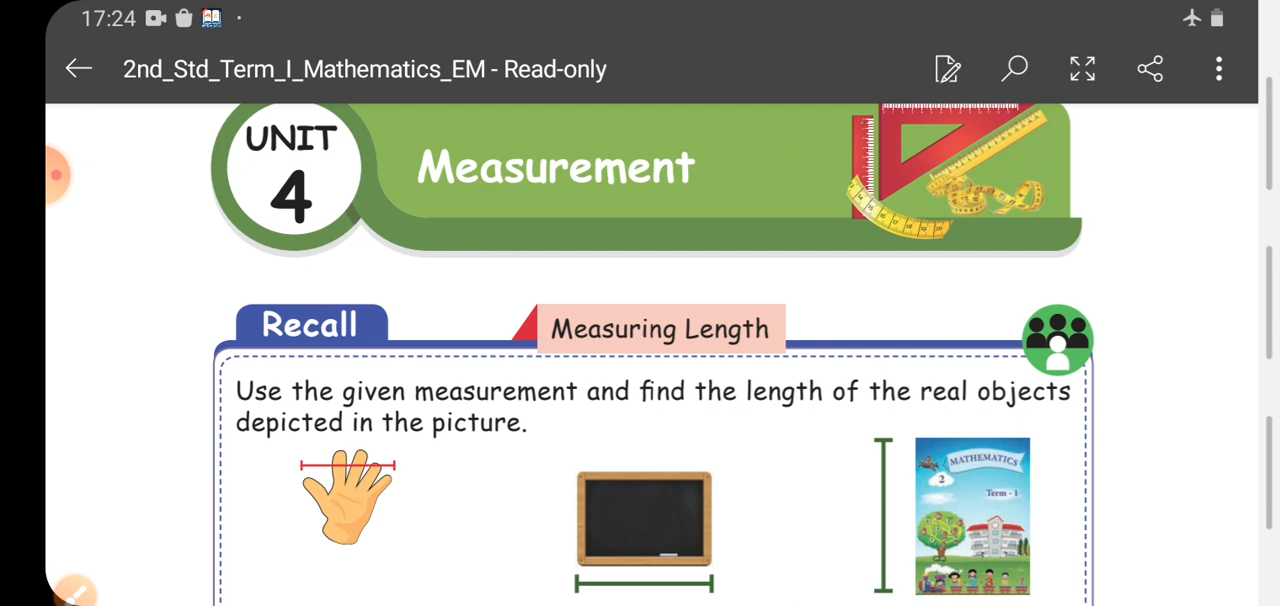 17:24
2nd_Std_Term_I_Mathematics_EM - Read-only
UNIT
4
Measurement
Recall
Measuring Length
Use the given measurement and find the length of the real objects
depicted in the picture.
MATHEMATICS
2
Term - I